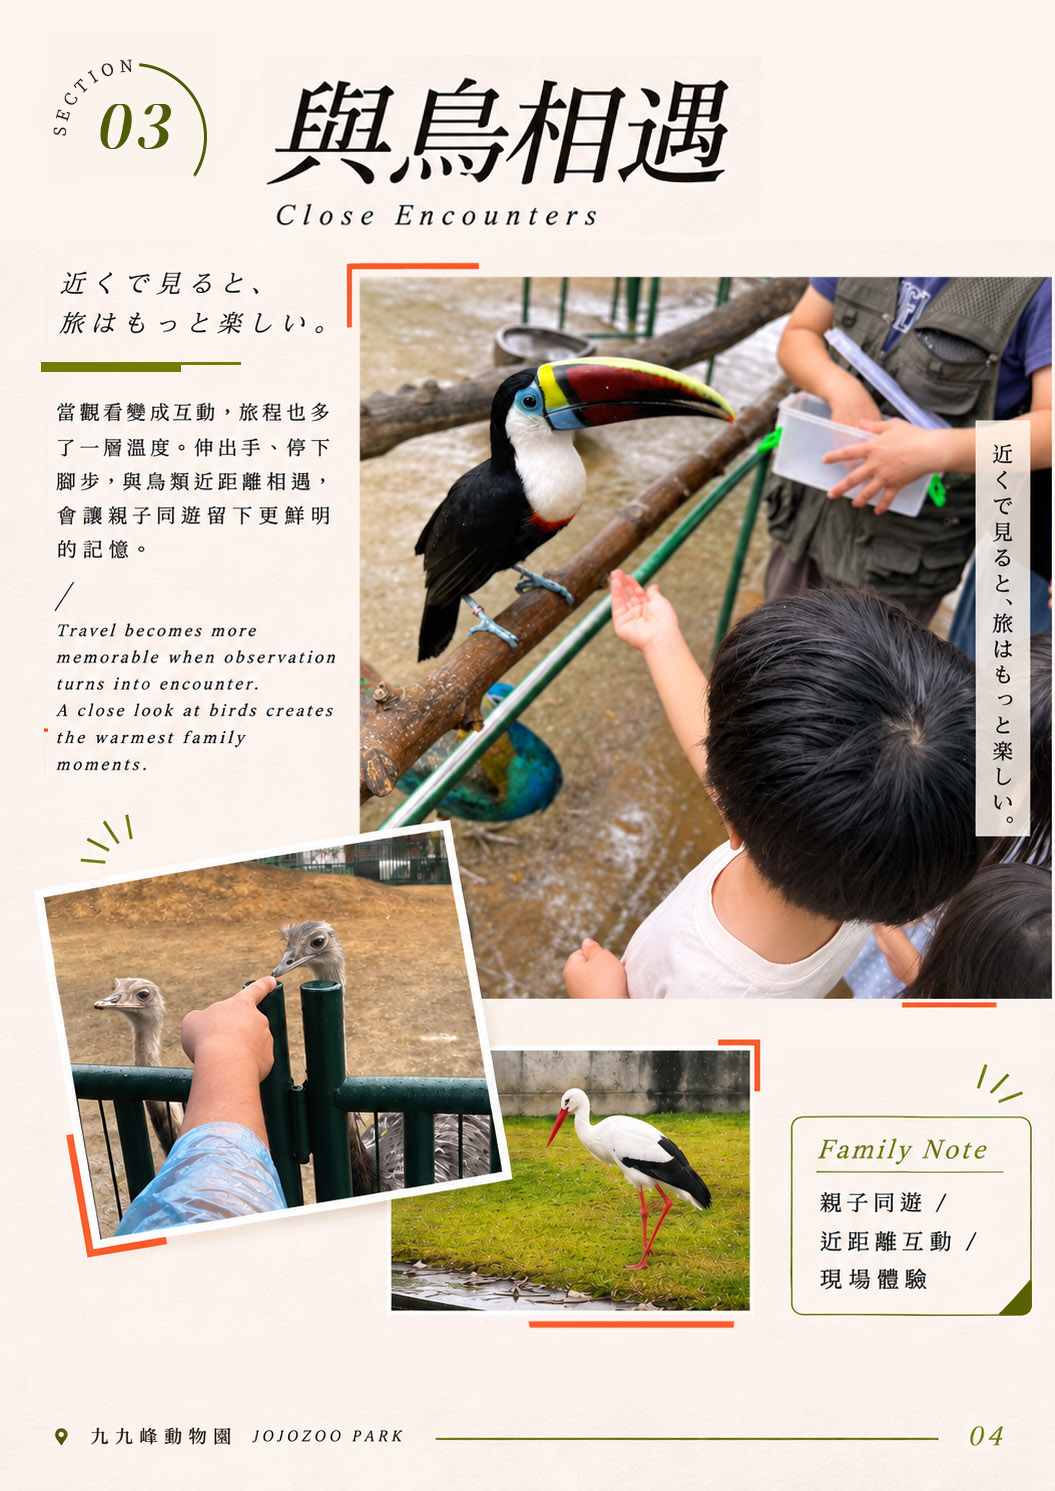 SECTION
03
與鳥相遇
Close Encounters
近くで見ると、
旅はもっと楽しい。
當觀看變成互動，旅程也多
了一層溫度。伸出手、停下
腳步，與鳥類近距離相遇，
會讓親子同遊留下更鮮明
的記憶。
/
Travel becomes more
memorable when observation
turns into encounter.
A close look at birds creates
the warmest family
moments.
近くで見ると、旅はもっと楽しい。
Family Note
親子同遊 /
近距離互動 /
現場體驗
九九峰動物園 JOJOZOO PARK
04